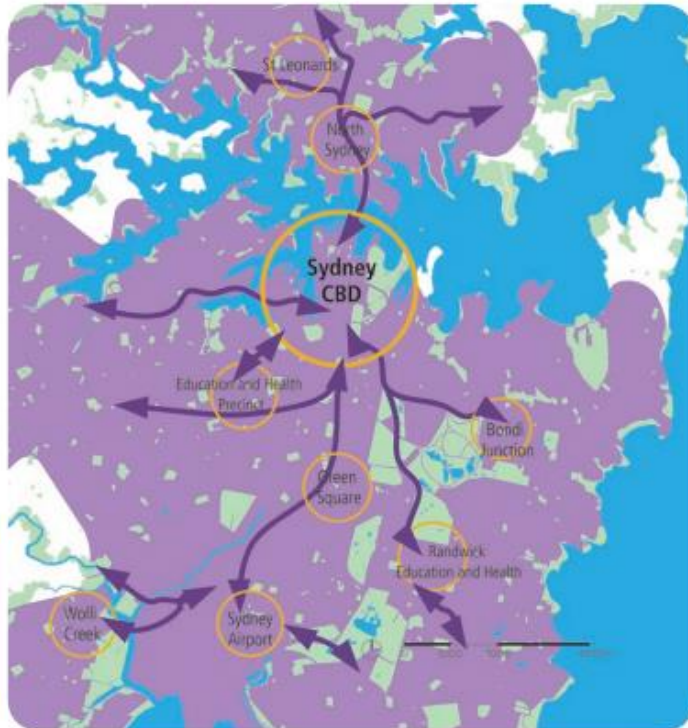 St Leonards
North
Sydney
Sydney
CBD
Education and Health
Precinct
Bondi
Junction
Green
Square
Randwick
Education and Health
Wolli
Creek
Sydney
Airport